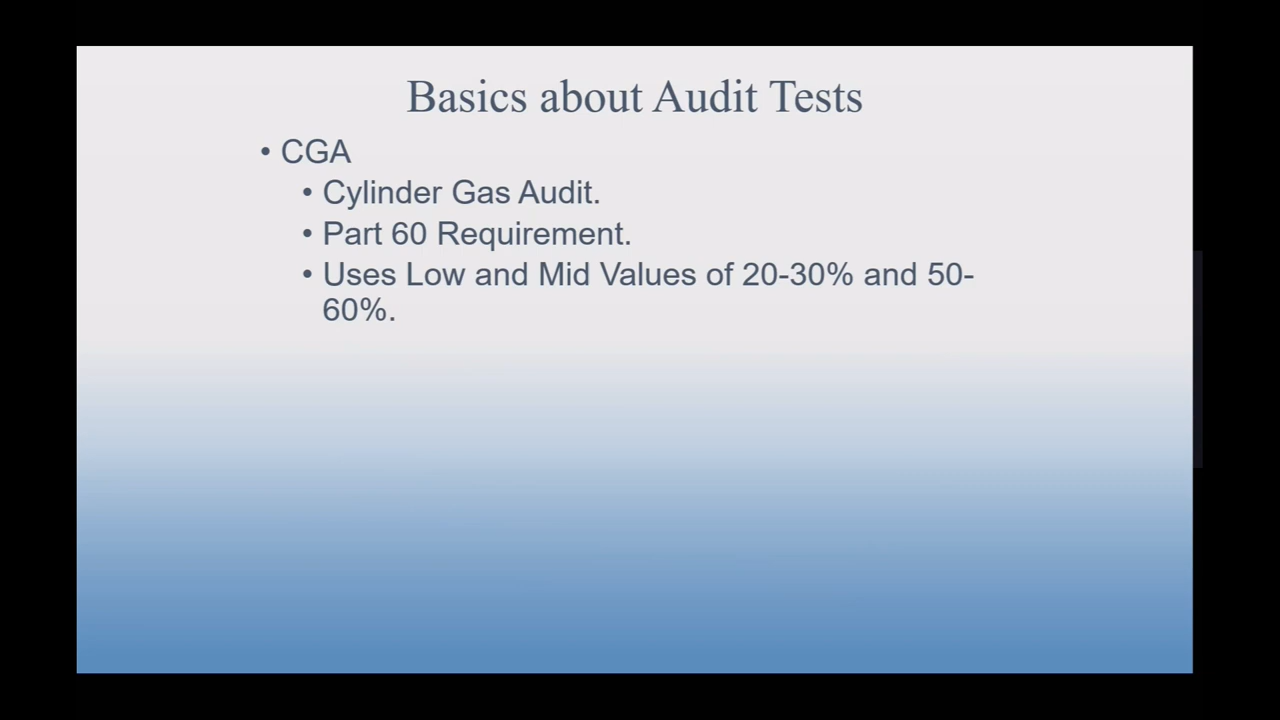 Basics about Audit Tests
• CGA
• Cylinder Gas Audit.
• Part 60 Requirement.
• Uses Low and Mid Values of 20-30% and 50-
60%.